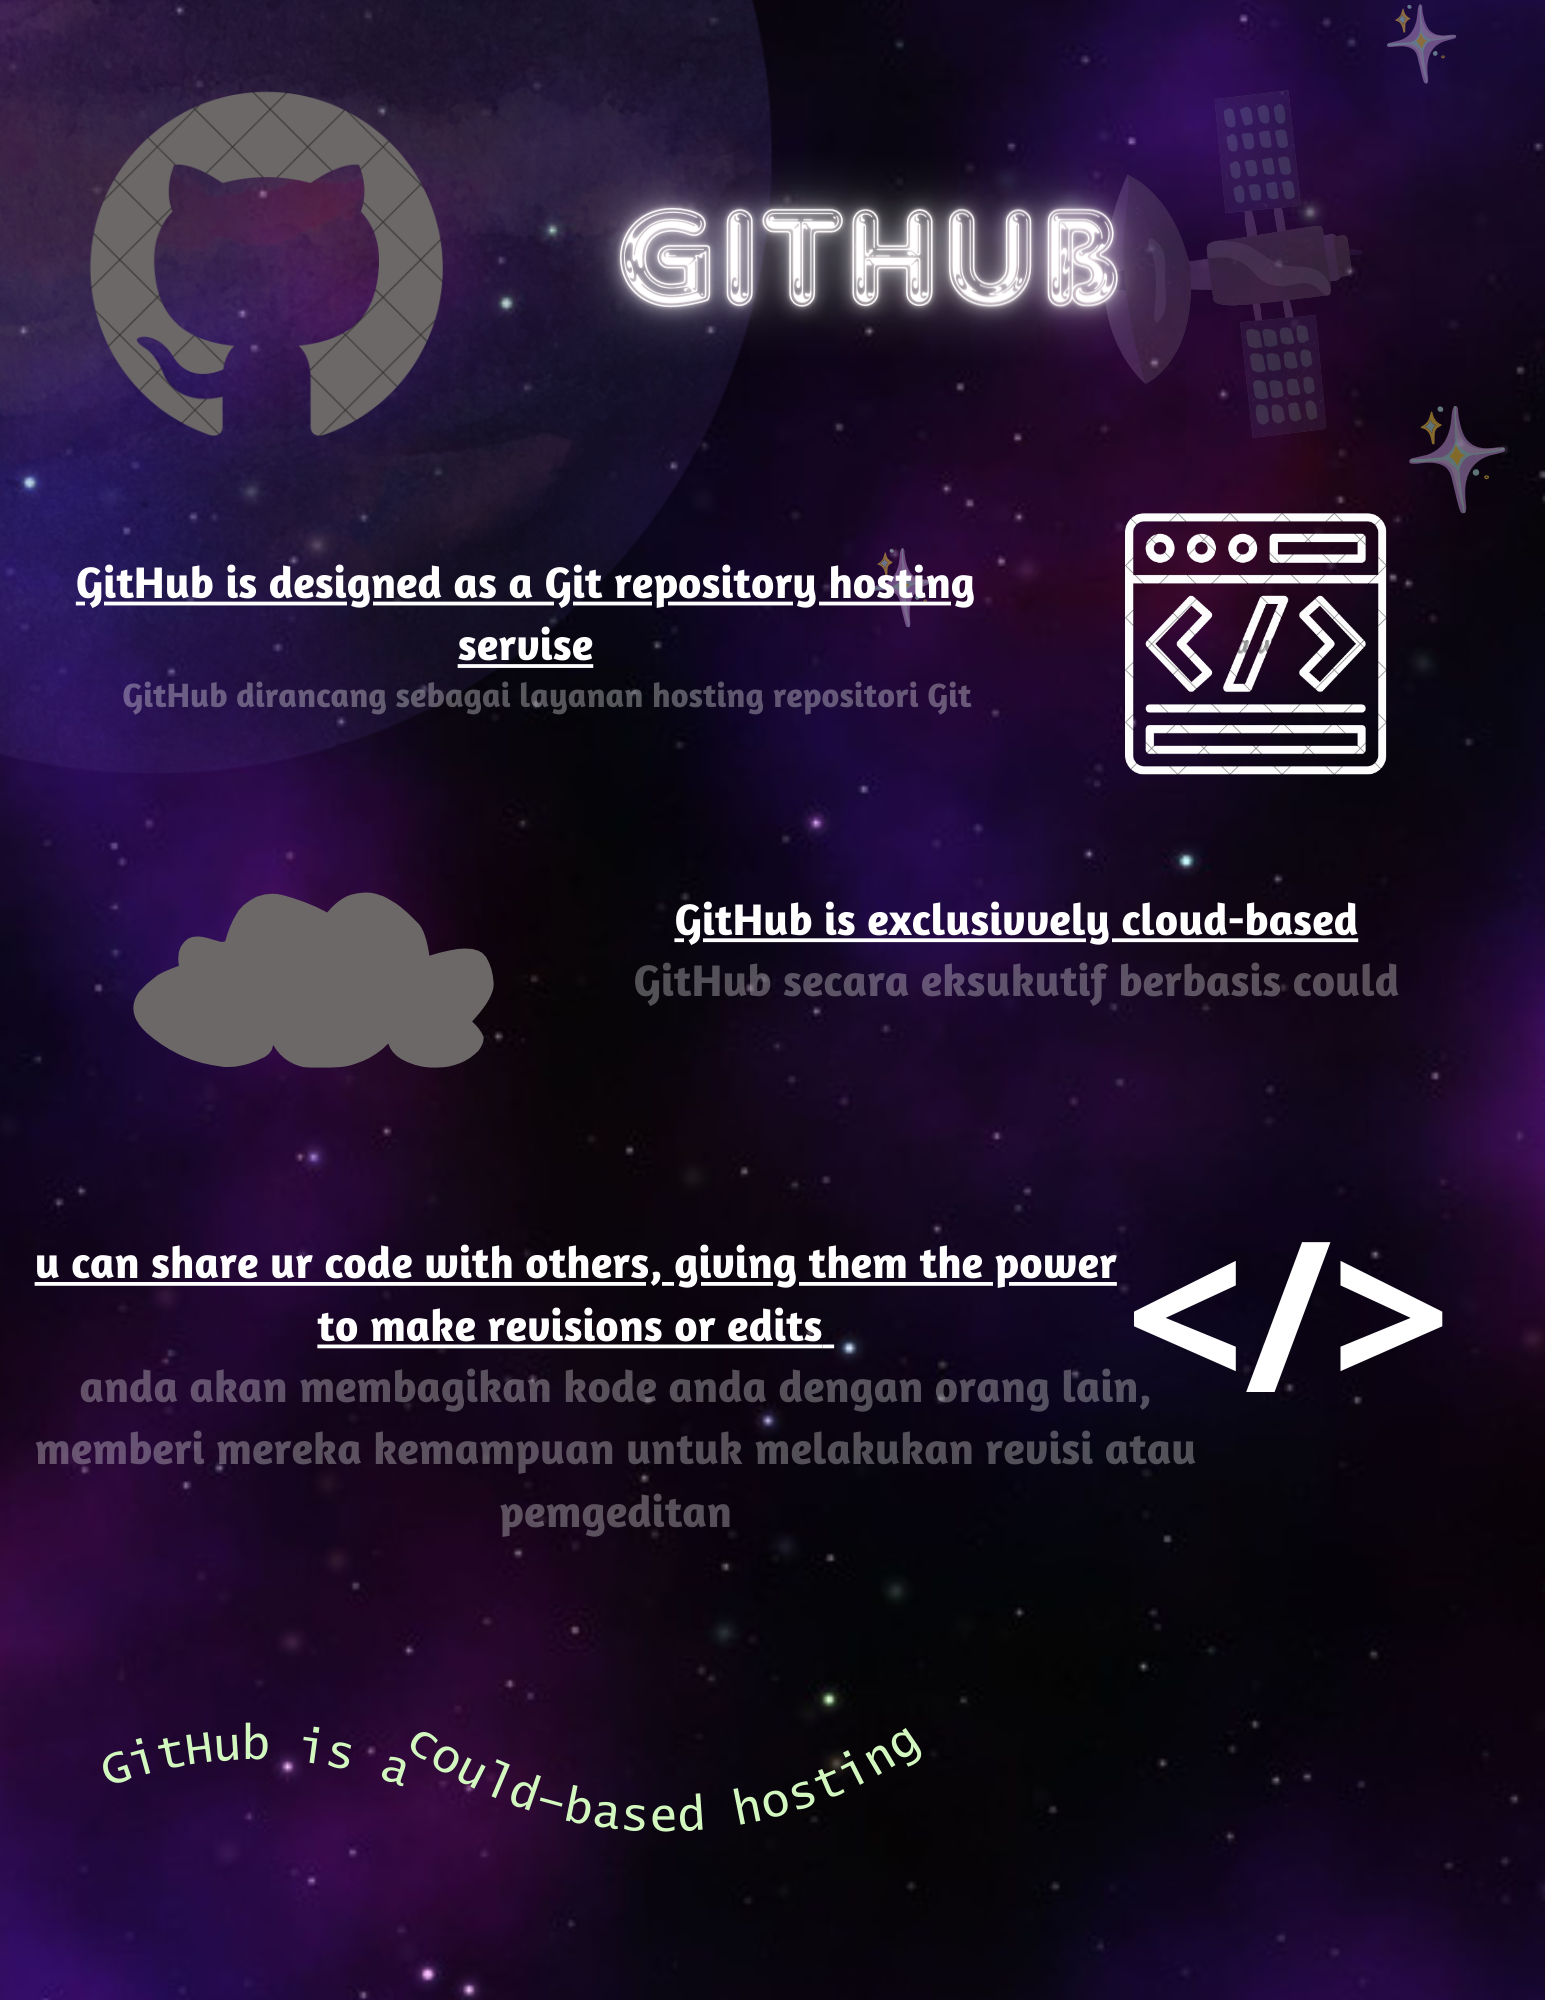 GITHUB
GitHub is designed as a Git repository hosting
servise
GitHub dirancang sebagai layanan hosting repositori Git
</>
GitHub is exclusivvely cloud-based
GitHub secara eksukutif berbasis could
u can share ur code with others, giving them the power
to make revisions or edits
</>
anda akan membagikan kode anda dengan orang lain,
memberi mereka kemampuan untuk melakukan revisi atau
pemgeditan
GitHub is a could-based hosting